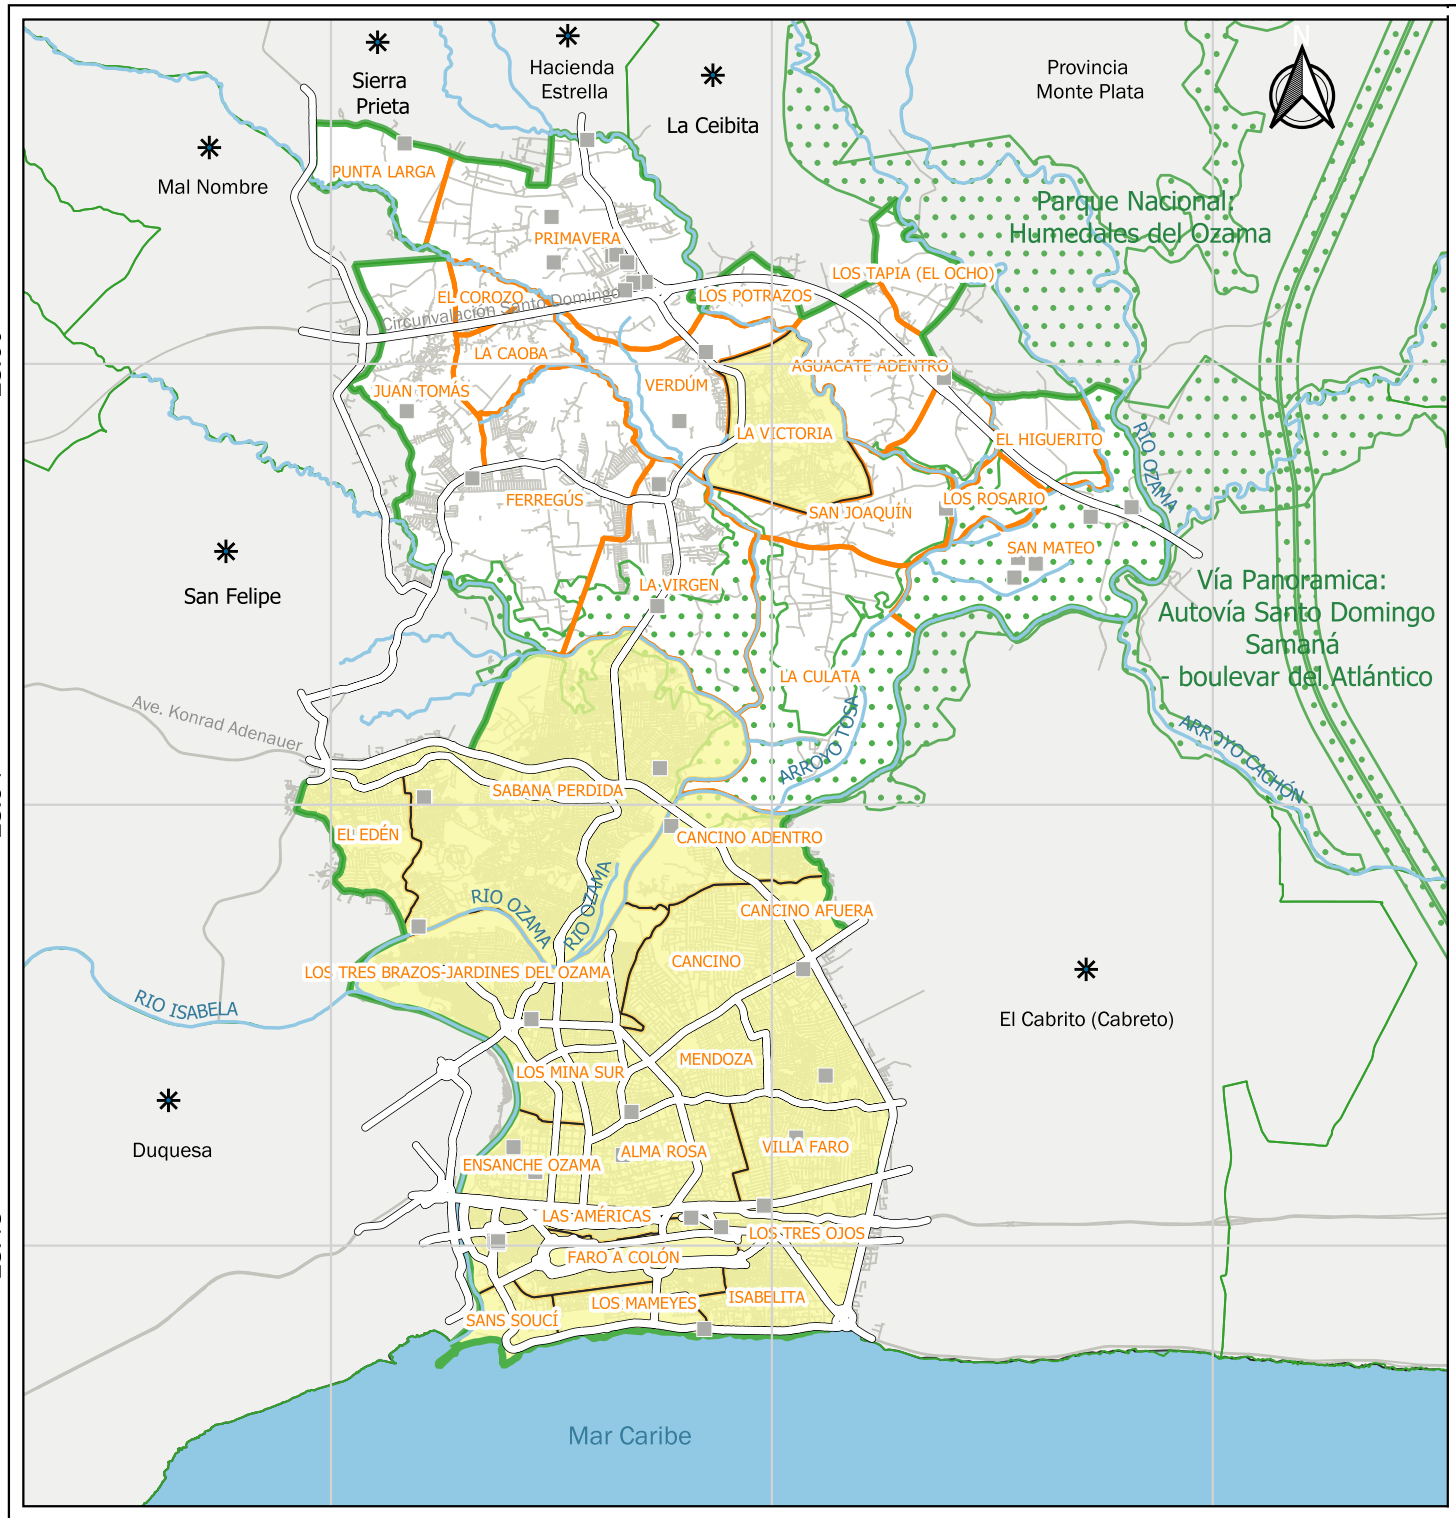 N
Sierra
Prieta
Hacienda
Estrella
La Ceibita
Provincia
Monte Plata
Mal Nombre
PUNTA LARGA
Parque Nacional:
Humedales del Ozama
PRIMAVERA
LOS TAPIA (EL OCHO)
EL COROZO
LOS POTRAZOS
Circunvalación Santo Domingo
LA CAOBA
AGUACATE ADENTRO
VERDÚM
JUAN TOMÁS
LA VICTORIA
EL HIGUERITO
RIO OZAMA
FERREGÚS
LOS ROSARIO
SAN JOAQUÍN
SAN MATEO
San Felipe
LA VIRGEN
Vía Panoramica:
Autovía Santo Domingo
Samaná
- boulevar del Atlántico
LA CULATA
Ave. Konrad Adenauer
ARROYO TOSA
ARROYO CACHÓN
SABANA PERDIDA
EL EDÉN
CANCINO ADENTRO
RIO OZAMA
RIO OZAMA
CANCINO AFUERA
CANCINO
LOS TRES BRAZOS-JARDINES DEL OZAMA
RIO ISABELA
El Cabrito (Cabreto)
MENDOZA
LOS MINA SUR
Duquesa
ALMA ROSA
VILLA FARO
ENSANCHE OZAMA
LAS AMÉRICAS
LOS TRES OJOS
FARO A COLÓN
ISABELITA
LOS MAMEYES
SANS SOUCÍ
Mar Caribe